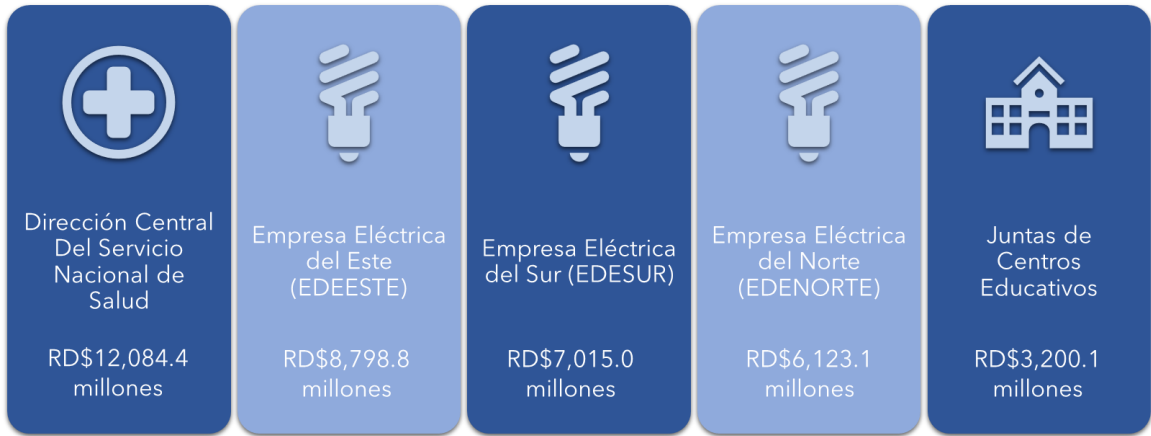 Dirección Central
Del Servicio
Nacional de
Salud
RD$12,084.4
millones
Empresa Eléctrica
del Este
(EDEESTE)
RD$8,798.8
millones
Empresa Eléctrica
del Sur (EDESUR)
RD$7,015.0
millones
Empresa Eléctrica
del Norte
(EDENORTE)
RD$6,123.1
millones
Juntas de
Centros
Educativos
RD$3,200.1
millones